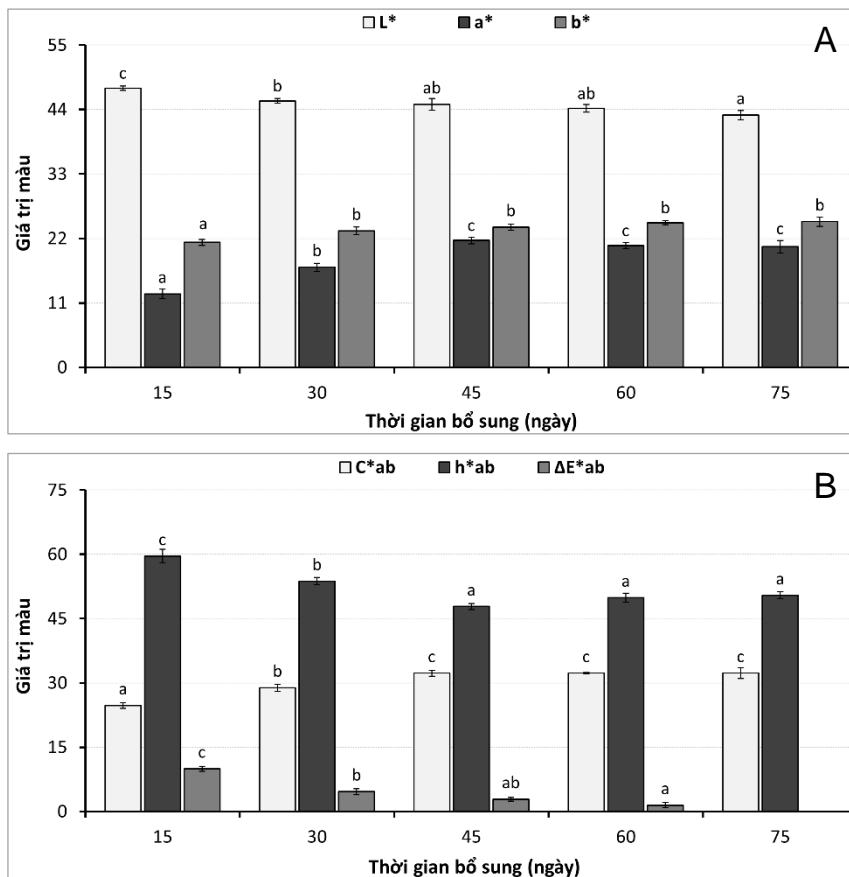 L* a* b*
A
55
c
b
ab
ab
a
44
33
a
b
c
b
c
b
c
b
22
a
b
11
0
15 30 45 60 75
Giá trị màu
Thời gian bổ sung (ngày)
C*ab h*ab ΔE*ab
B
75
c
60
b
a
a
a
45
b
c
c
c
30
a
15
c
b
ab
a
0
15 30 45 60 75
Giá trị màu
Thời gian bổ sung (ngày)